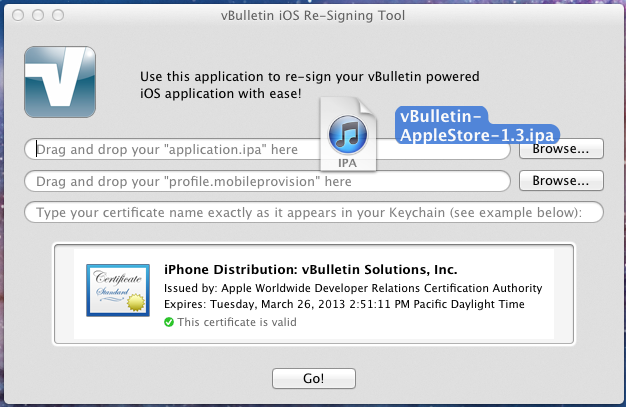 vBulletin iOS Re-Signing Tool
Use this application to re-sign your vBulletin powered
iOS application with ease!
vBulletin-
AppleStore-1.3.ipa
IPA
Drag and drop your "application.ipa" here
Browse...
Drag and drop your "profile.mobileprovision" here
Browse...
Type your certificate name exactly as it appears in your Keychain (see example below):
Certificate
Standard
iPhone Distribution: vBulletin Solutions, Inc.
Issued by: Apple Worldwide Developer Relations Certification Authority
Expires: Tuesday, March 26, 2013 2:51:11 PM Pacific Daylight Time
This certificate is valid
Go!